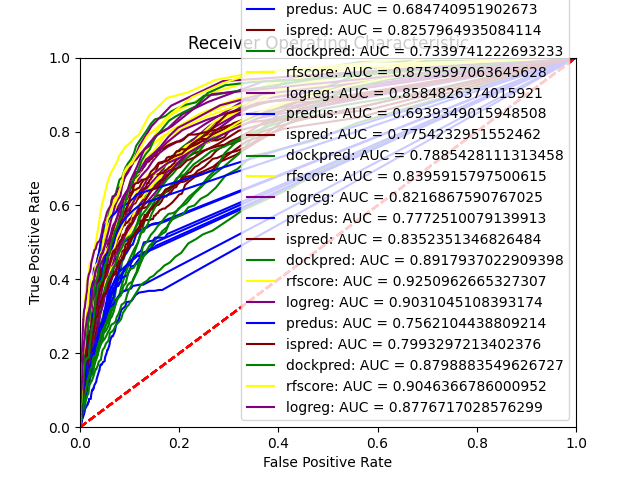 predus: AUC = 0.684740951902673
ispred: AUC = 0.8257964935084114
Receiver Operating Characteristic
dockpred: AUC = 0.7339741222693233
rfscore: AUC = 0.8759597063645628
logreg: AUC = 0.8584826374015921
predus: AUC = 0.6939349015948508
ispred: AUC = 0.7754232951552462
dockpred: AUC = 0.7885428111313458
rfscore: AUC = 0.8395915797500615
logreg: AUC = 0.8216867590767025
predus: AUC = 0.7772510079139913
ispred: AUC = 0.8352351346826484
dockpred: AUC = 0.8917937022909398
rfscore: AUC = 0.9250962665327307
logreg: AUC = 0.9031045108393174
predus: AUC = 0.7562104438809214
ispred: AUC = 0.7993297213402376
dockpred: AUC = 0.8798883549626727
rfscore: AUC = 0.9046366786000952
logreg: AUC = 0.8776717028576299
1.0
0.8
0.6
0.4
0.2
0.0
True Positive Rate
0.0 0.2 0.4 0.6 0.8 1.0
False Positive Rate